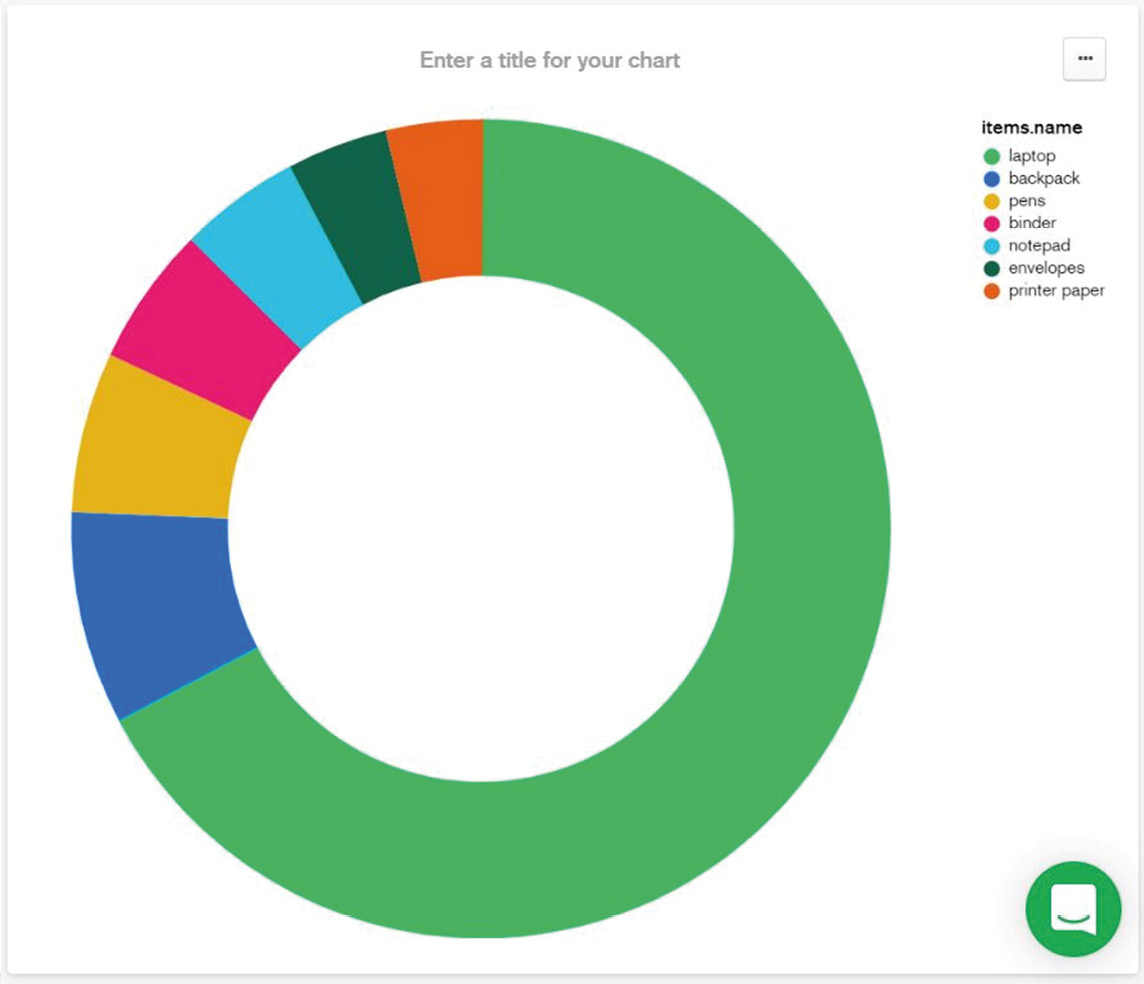 Enter a title for your chart
...
items.name
laptop
backpack
pens
binder
notepad
envelopes
printer paper